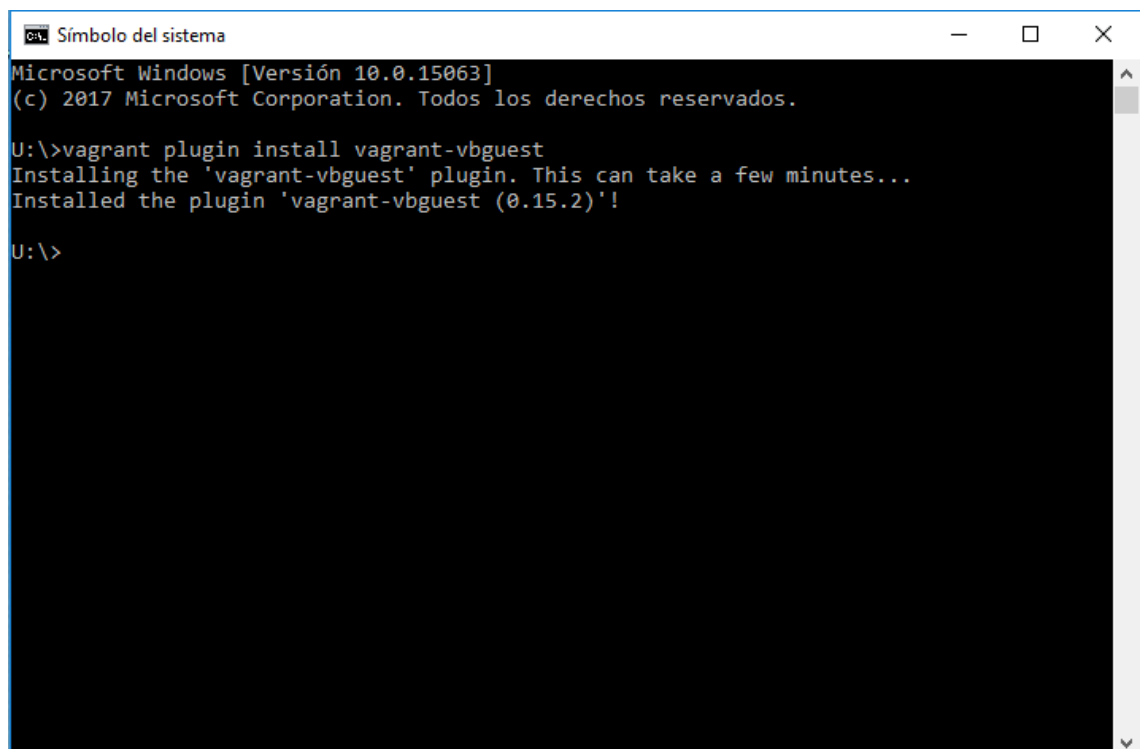 Símbolo del sistema
Microsoft Windows [Versión 10.0.15063]
(c) 2017 Microsoft Corporation. Todos los derechos reservados.
U:\>vagrant plugin install vagrant-vbguest
Installing the 'vagrant-vbguest' plugin. This can take a few minutes...
Installed the plugin 'vagrant-vbguest (0.15.2)'!
U:\>